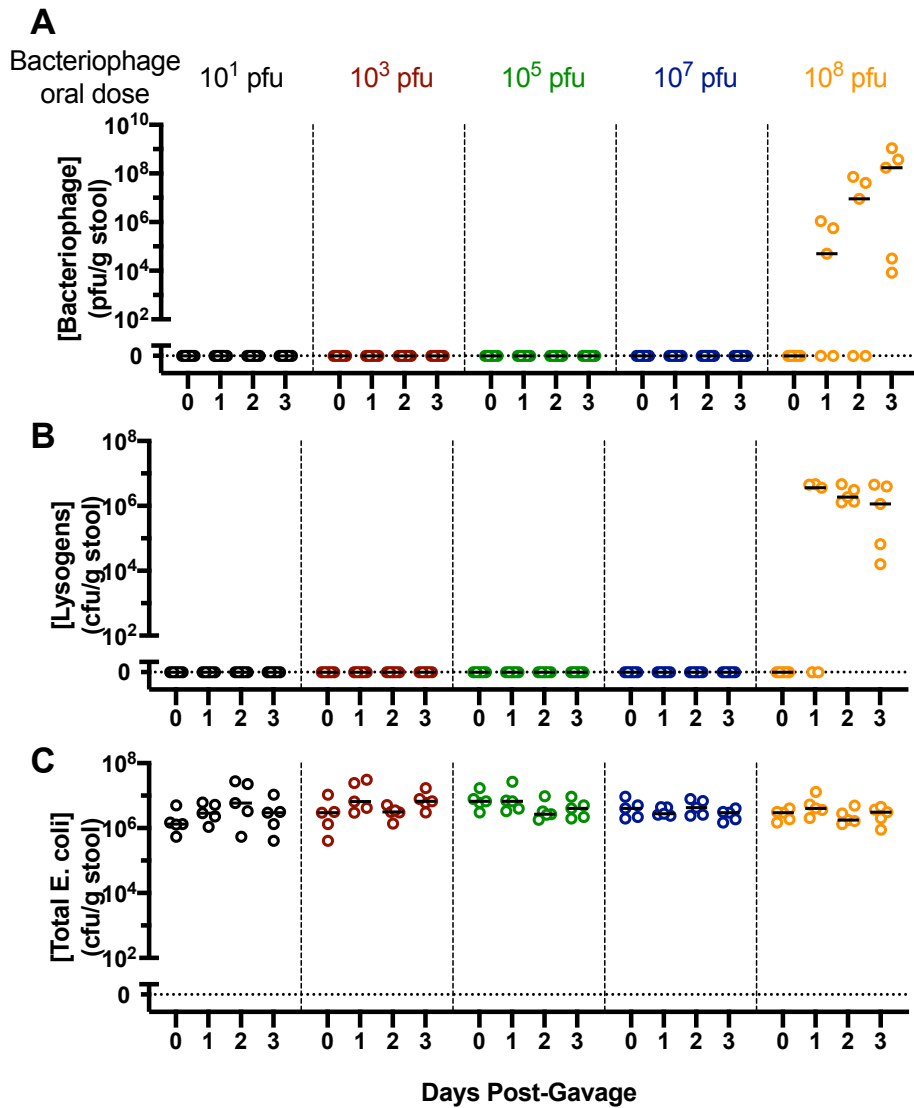 A
Bacteriophage
oral dose
10¹ pfu
10³ pfu
10⁵ pfu
10⁷ pfu
10⁸ pfu
[Bacteriophage]
(pfu/g stool)
10¹⁰
10⁸
10⁶
10⁴
10²
0
0 1 2 3 0 1 2 3 0 1 2 3 0 1 2 3 0 1 2 3
B
[Lysogens]
(cfu/g stool)
10⁸
10⁶
10⁴
10²
0
0 1 2 3 0 1 2 3 0 1 2 3 0 1 2 3 0 1 2 3
C
[Total E. coli]
(cfu/g stool)
10⁸
10⁶
10⁴
10²
0
0 1 2 3 0 1 2 3 0 1 2 3 0 1 2 3 0 1 2 3
Days Post-Gavage